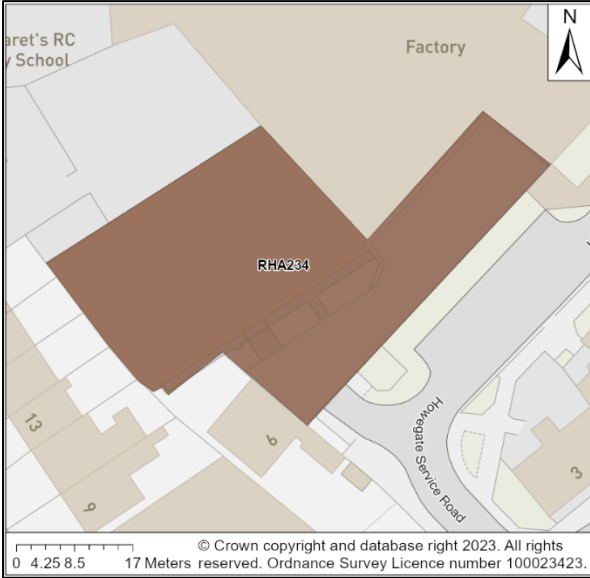 N
aret's RC
y School
Factory
RHA234
13
9
6
3
Howegate Service Road
0 4.25 8.5 17 Meters
© Crown copyright and database right 2023. All rights
reserved. Ordnance Survey Licence number 100023423.